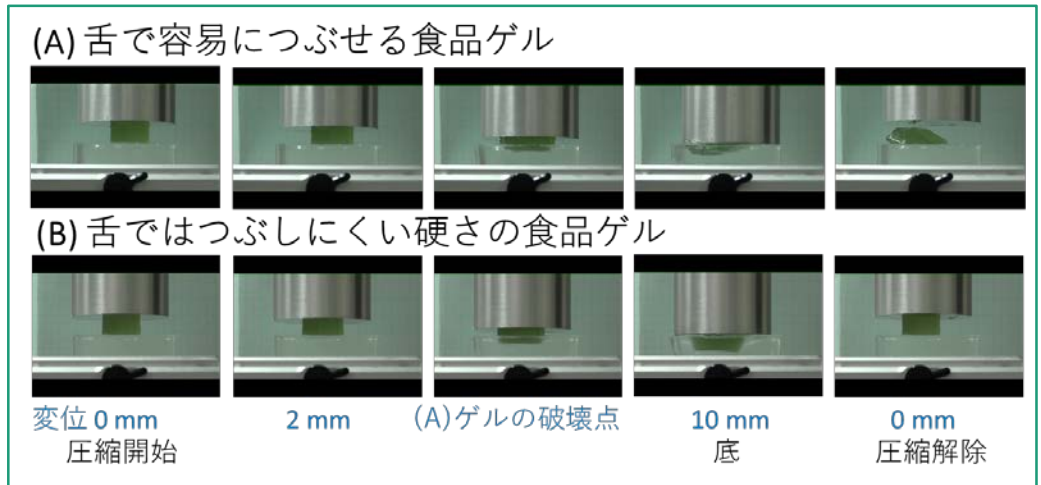 (A) 舌で容易につぶせる食品ゲル
(B) 舌ではつぶしにくい硬さの食品ゲル
変位 0 mm 2 mm (A)ゲルの破壊点 10 mm 0 mm
圧縮開始 底 圧縮解除